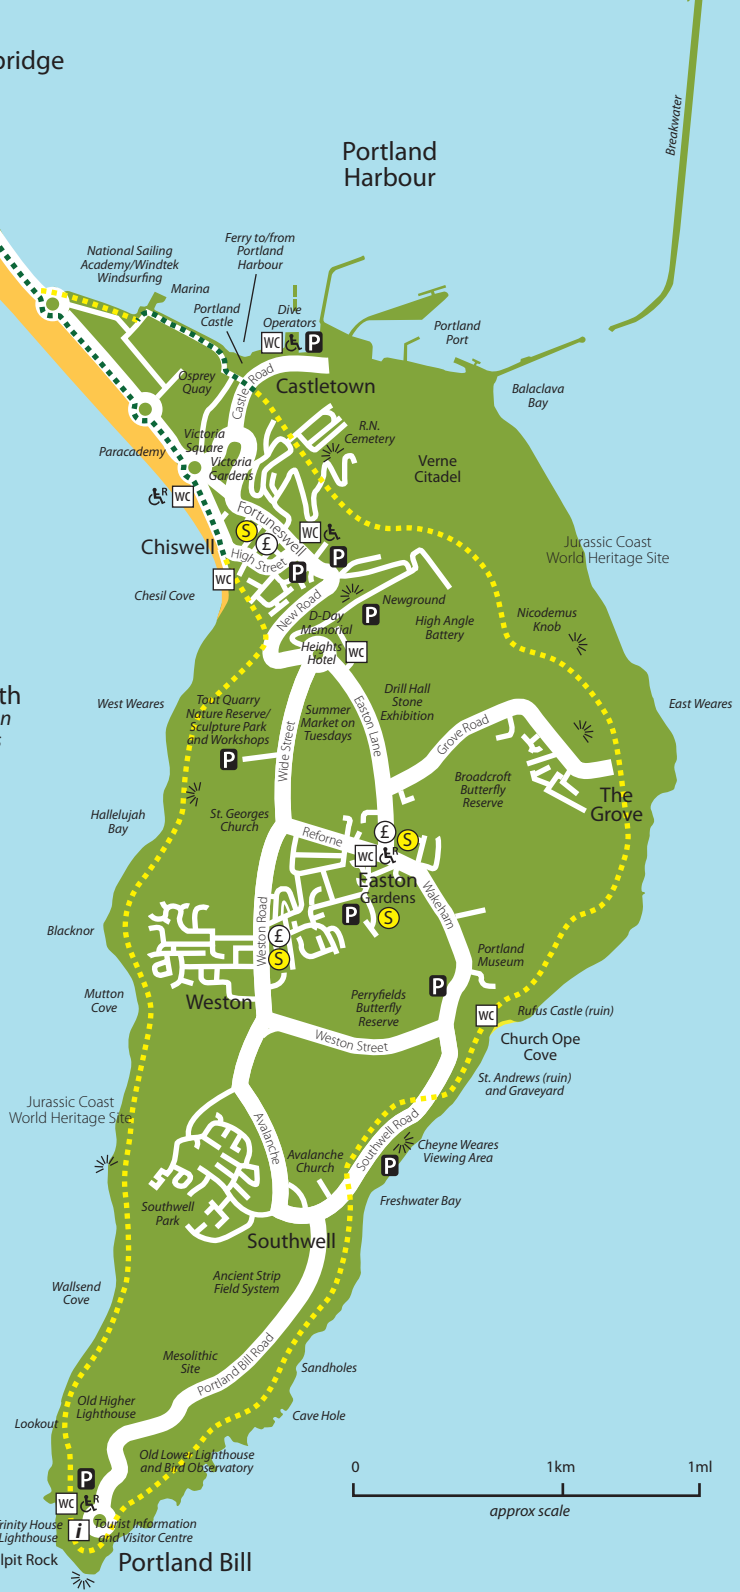 bridge
Portland
Harbour
Breakwater
National Sailing
Academy/Windtek
Windsurfing
Ferry to/from
Portland
Harbour
Marina
Portland
Castle
Dive
Operators
WC
P
Portland
Port
Castle Road
Castletown
Osprey
Quay
Balaclava
Bay
R.N.
Cemetery
Victoria
Square
Victoria
Gardens
Paracademy
Verne
Citadel
R
WC
Fortuneswell
S
£
WC
Chiswell
High Street
P
P
Jurassic Coast
World Heritage Site
WC
Chesil Cove
New Road
D-Day
Memorial
P
Newground
High Angle
Battery
Nicodemus
Knob
Heights
Hotel
WC
th
n
s
West Weares
Tout Quarry
Nature Reserve/
Sculpture Park
and Workshops
P
Summer
Market on
Tuesdays
Drill Hall
Stone
Exhibition
East Weares
Wide Street
Easton Lane
Grove Road
Broadcroft
Butterfly
Reserve
The
Grove
Hallelujah
Bay
St. Georges
Church
Reforne
£
S
WC
R
Easton
Gardens
P
S
Wakeham
Blacknor
Weston Road
£
S
Portland
Museum
Mutton
Cove
Weston
Perryfields
Butterfly
Reserve
P
WC
Rufus Castle (ruin)
Weston Street
Church Ope
Cove
St. Andrews (ruin)
and Graveyard
Jurassic Coast
World Heritage Site
Avalanche
Avalanche
Church
Southwell Road
Cheyne Weares
Viewing Area
P
Freshwater Bay
Southwell
Park
Southwell
Ancient Strip
Field System
Wallsend
Cove
Mesolithic
Site
Portland Bill Road
Sandholes
Old Higher
Lighthouse
Lookout
Cave Hole
Old Lower Lighthouse
and Bird Observatory
0
1km
1ml
approx scale
P
WC
R
Trinity House
Lighthouse
i
Tourist Information
and Visitor Centre
lpit Rock
Portland Bill